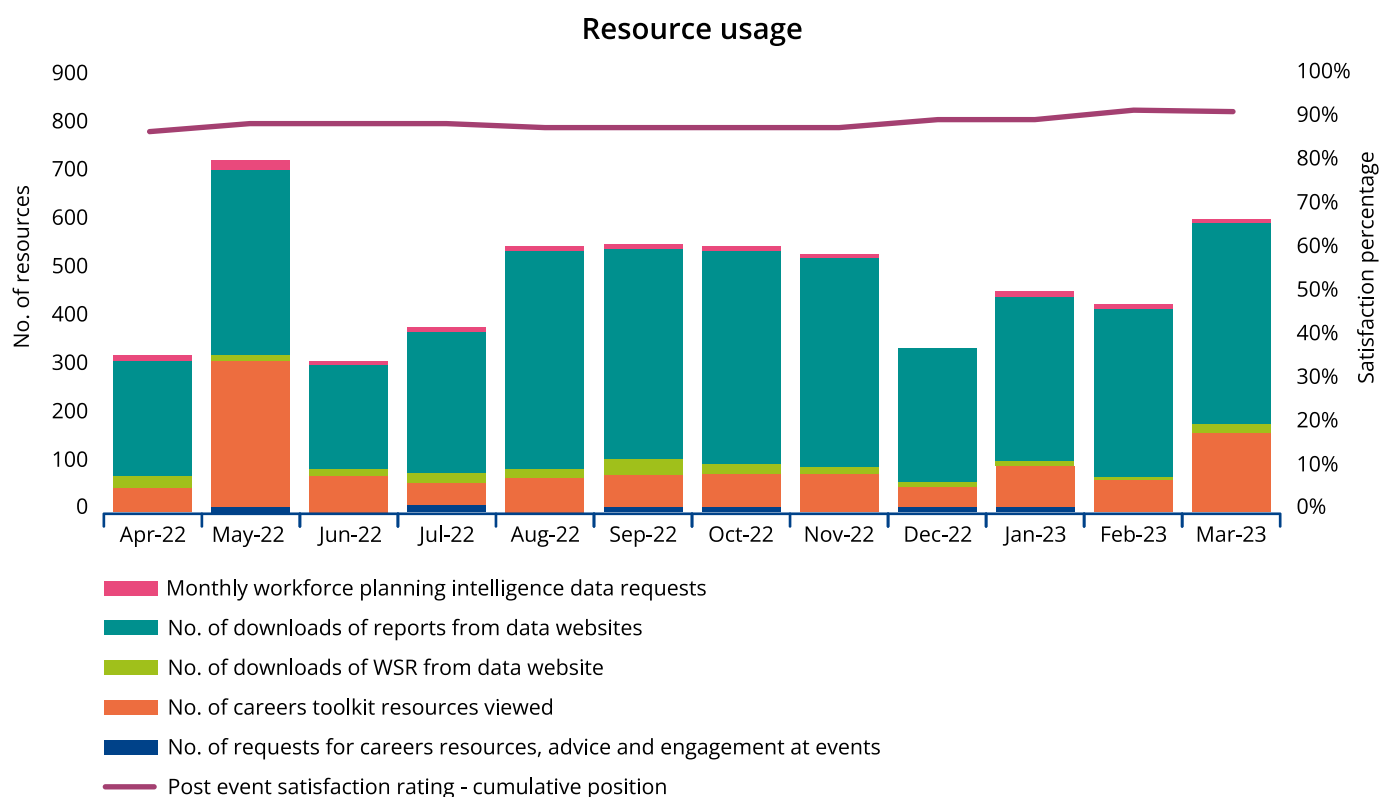 Resource usage
900
800
700
600
500
400
300
200
100
0
No. of resources
100%
90%
80%
70%
60%
50%
40%
30%
20%
10%
0%
Satisfaction percentage
Apr-22 May-22 Jun-22 Jul-22 Aug-22 Sep-22 Oct-22 Nov-22 Dec-22 Jan-23 Feb-23 Mar-23
Monthly workforce planning intelligence data requests
No. of downloads of reports from data websites
No. of downloads of WSR from data website
No. of careers toolkit resources viewed
No. of requests for careers resources, advice and engagement at events
Post event satisfaction rating - cumulative position